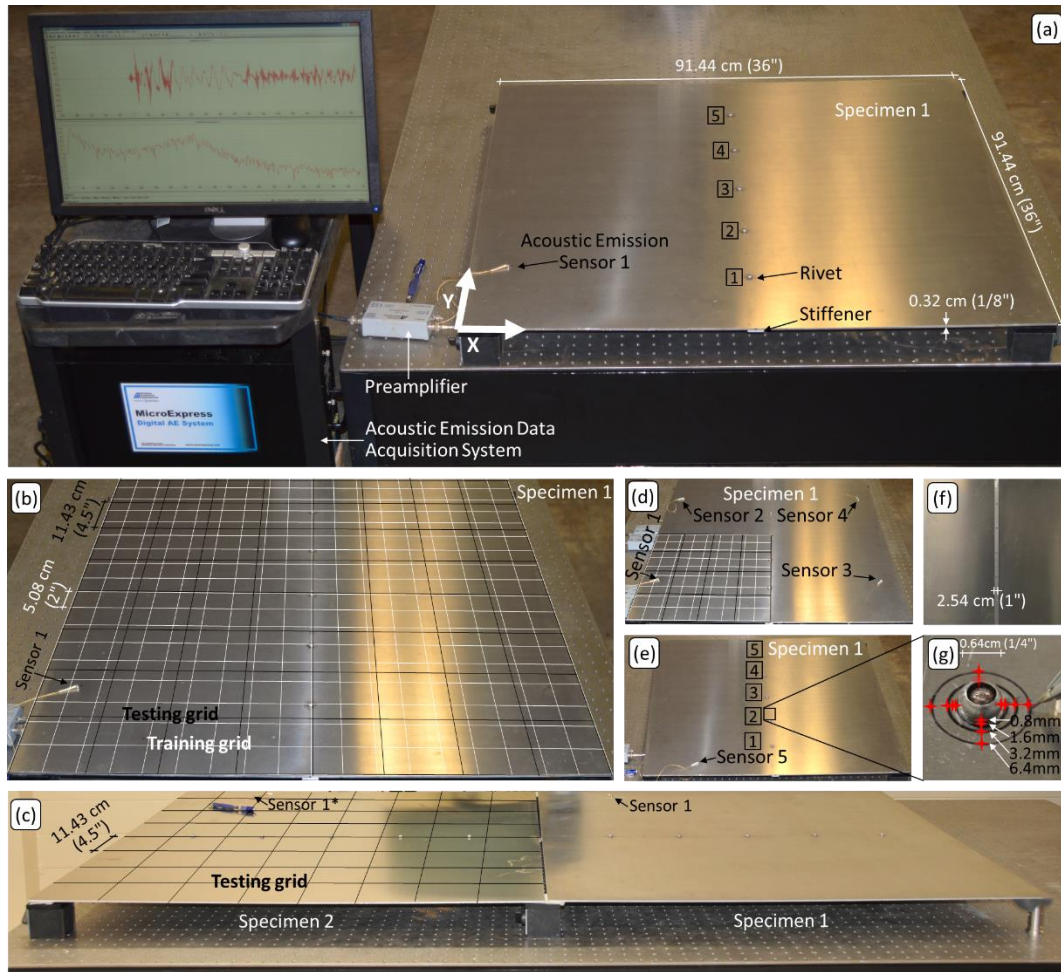 (a)
91.44 cm (36")
Specimen 1
91.44 cm
(36")
5
4
3
2
1
Acoustic Emission
Sensor 1
Rivet
0.32 cm (1/8")
Stiffener
Y
X
Preamplifier
DELL
MicroExpress
Digital AE System
Acoustic Emission Data
Acquisition System
(b)
Specimen 1
11.43 cm
(4.5")
5.08 cm
(2")
Sensor 1
Testing grid
Training grid
(d)
Specimen 1
Sensor 2
Sensor 4
Sensor 1
Sensor 3
(f)
2.54 cm (1")
(e)
Specimen 1
5
4
3
2
1
Sensor 5
(g)
0.64cm (1/4")
0.8mm
1.6mm
3.2mm
6.4mm
(c)
Sensor 1*
Sensor 1
11.43 cm
(4.5")
Testing grid
Specimen 2
Specimen 1